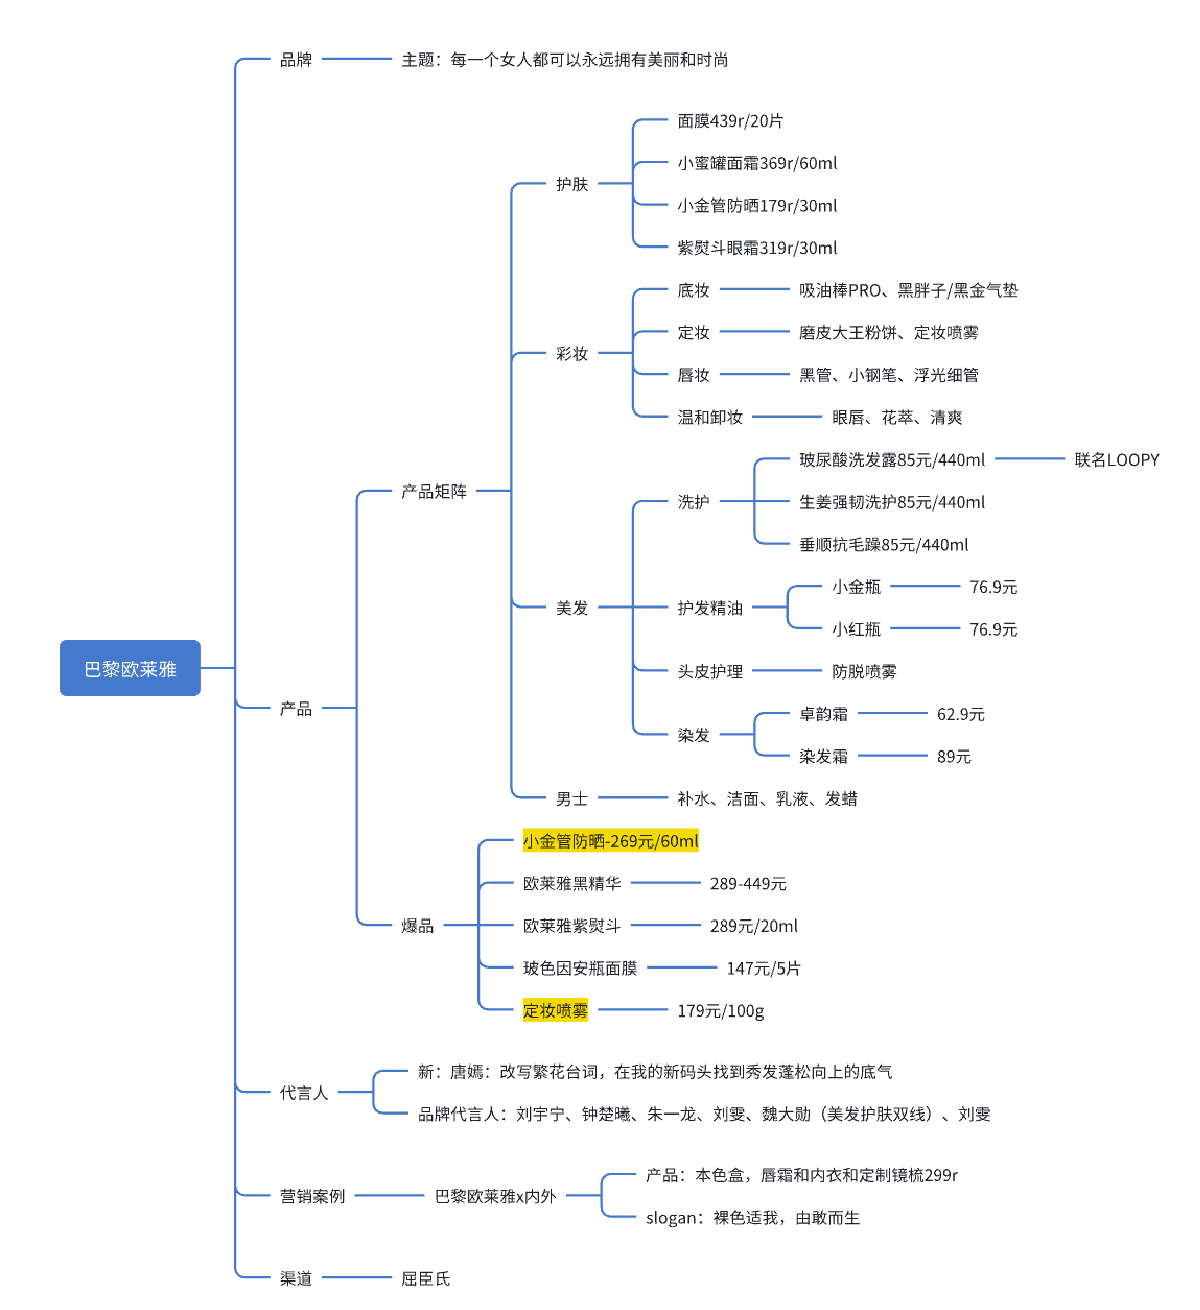 品牌
主题：每一个女人都可以永远拥有美丽和时尚
面膜439r/20片
小蜜罐面霜369r/60ml
护肤
小金管防晒179r/30ml
紫熨斗眼霜319r/30ml
底妆
吸油棒PRO、黑胖子/黑金气垫
定妆
磨皮大王粉饼、定妆喷雾
彩妆
唇妆
黑管、小钢笔、浮光细管
温和卸妆
眼唇、花萃、清爽
玻尿酸洗发露85元/440ml
联名LOOPY
产品矩阵
洗护
生姜强韧洗护85元/440ml
垂顺抗毛躁85元/440ml
小金瓶
76.9元
美发
护发精油
小红瓶
76.9元
巴黎欧莱雅
头皮护理
防脱喷雾
产品
卓韵霜
62.9元
染发
染发霜
89元
男士
补水、洁面、乳液、发蜡
小金管防晒-269元/60ml
欧莱雅黑精华
289-449元
爆品
欧莱雅紫熨斗
289元/20ml
玻色因安瓶面膜
147元/5片
定妆喷雾
179元/100g
新：唐嫣：改写繁花台词，在我的新码头找到秀发蓬松向上的底气
代言人
品牌代言人：刘宇宁、钟楚曦、朱一龙、刘雯、魏大勋（美发护肤双线）、刘雯
产品：本色盒，唇霜和内衣和定制镜梳299r
营销案例
巴黎欧莱雅x内外
slogan：裸色适我，由敢而生
渠道
屈臣氏